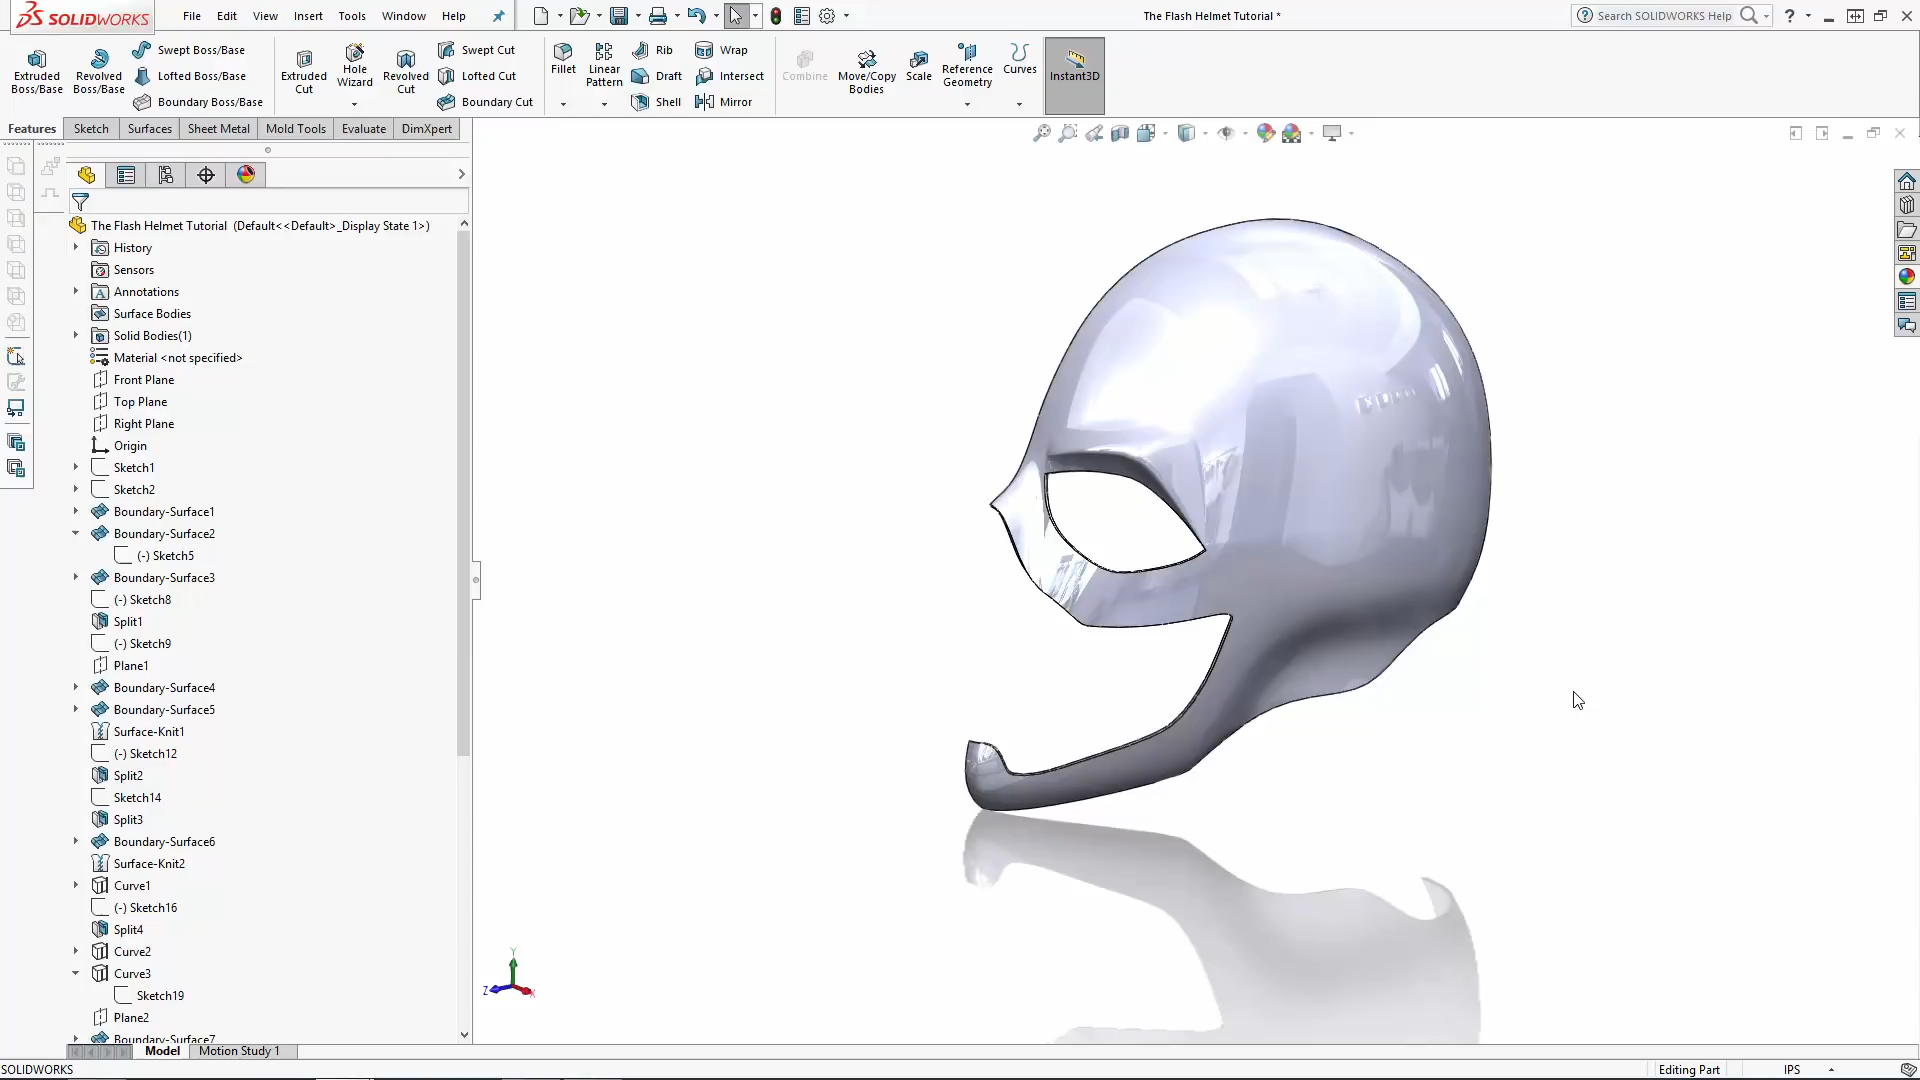 SOLIDWORKS
File Edit View Insert Tools Window Help
The Flash Helmet Tutorial *
Search SOLIDWORKS Help
Extruded Boss/Base
Revolved Boss/Base
Swept Boss/Base
Lofted Boss/Base
Boundary Boss/Base
Extruded Cut
Hole Wizard
Revolved Cut
Swept Cut
Lofted Cut
Boundary Cut
Fillet
Linear Pattern
Rib
Draft
Shell
Wrap
Intersect
Mirror
Combine
Move/Copy Bodies
Scale
Reference Geometry
Curves
Instant3D
Features Sketch Surfaces Sheet Metal Mold Tools Evaluate DimXpert
The Flash Helmet Tutorial (Default<<Default>_Display State 1>)
History
Sensors
Annotations
Surface Bodies
Solid Bodies(1)
Material <not specified>
Front Plane
Top Plane
Right Plane
Origin
Sketch1
Sketch2
Boundary-Surface1
Boundary-Surface2
(-) Sketch5
Boundary-Surface3
(-) Sketch8
Split1
(-) Sketch9
Plane1
Boundary-Surface4
Boundary-Surface5
Surface-Knit1
(-) Sketch12
Split2
Sketch14
Split3
Boundary-Surface6
Surface-Knit2
Curve1
(-) Sketch16
Split4
Curve2
Curve3
Sketch19
Plane2
Boundary-Surface7
Y
Z
X
Model Motion Study 1
SOLIDWORKS
Editing Part
IPS